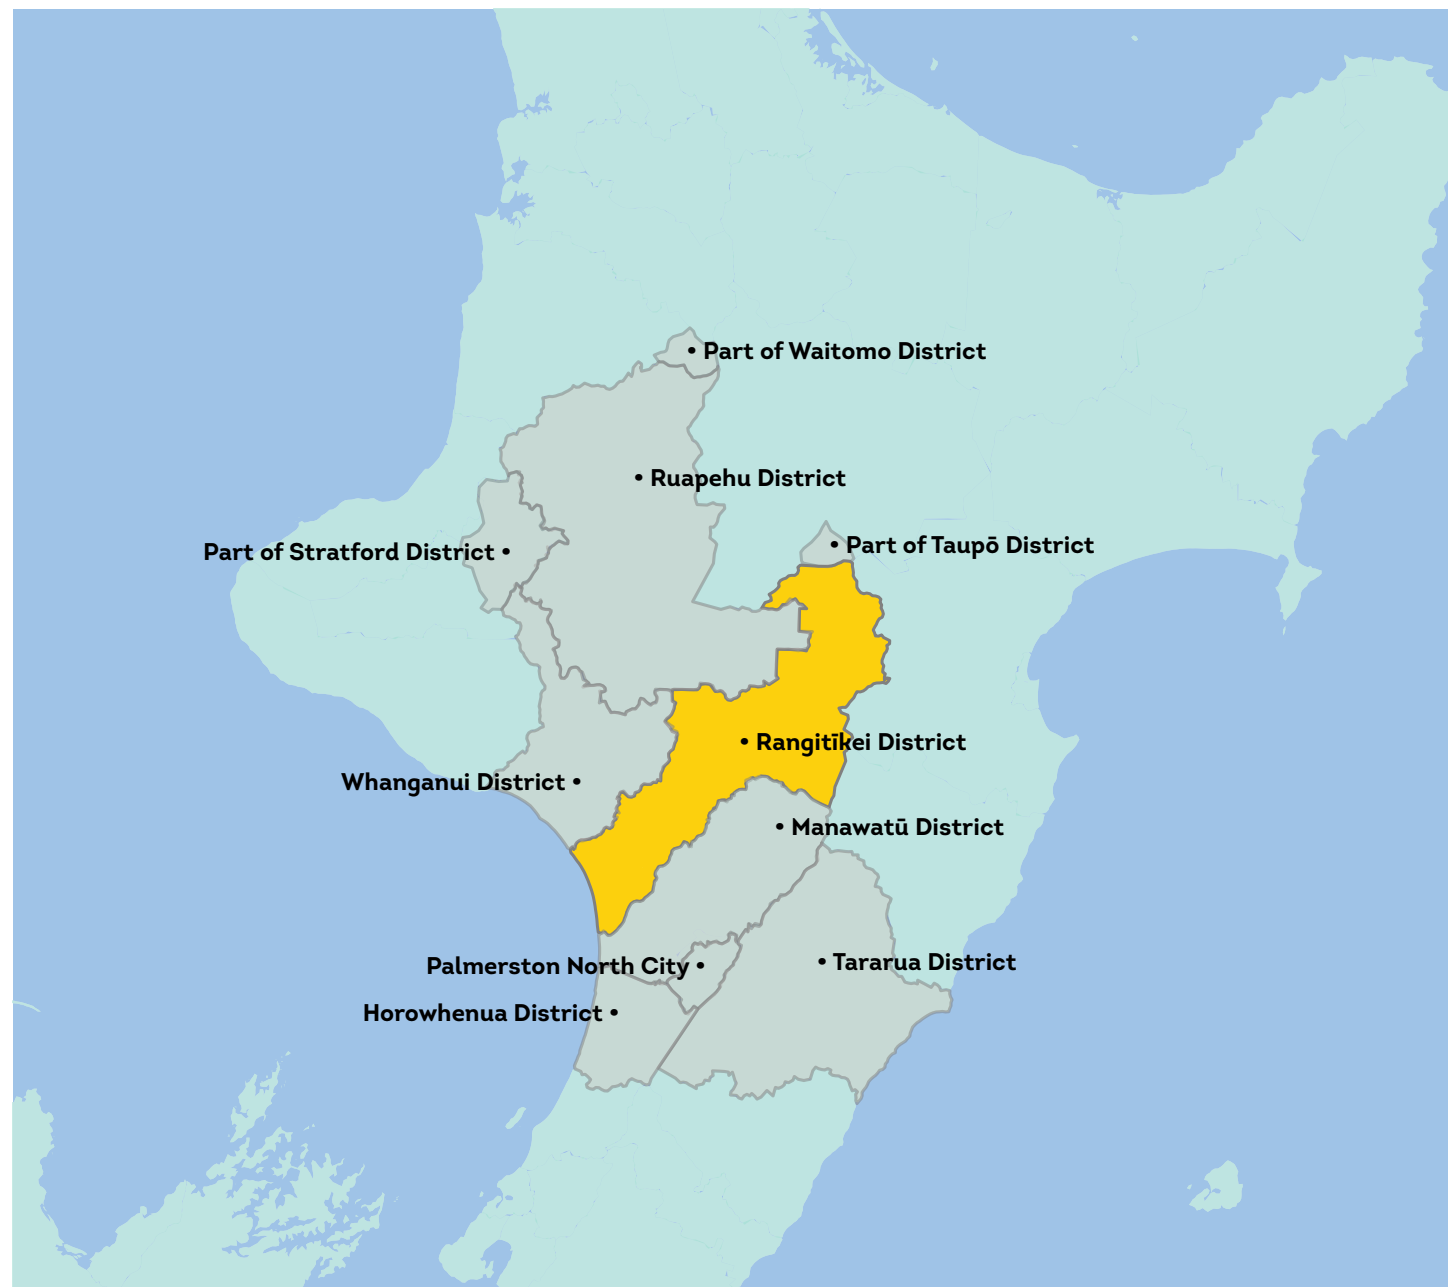 • Part of Waitomo District
• Ruapehu District
Part of Stratford District •
• Part of Taupō District
• Rangitīkei District
Whanganui District •
• Manawatū District
Palmerston North City •
• Tararua District
Horowhenua District •